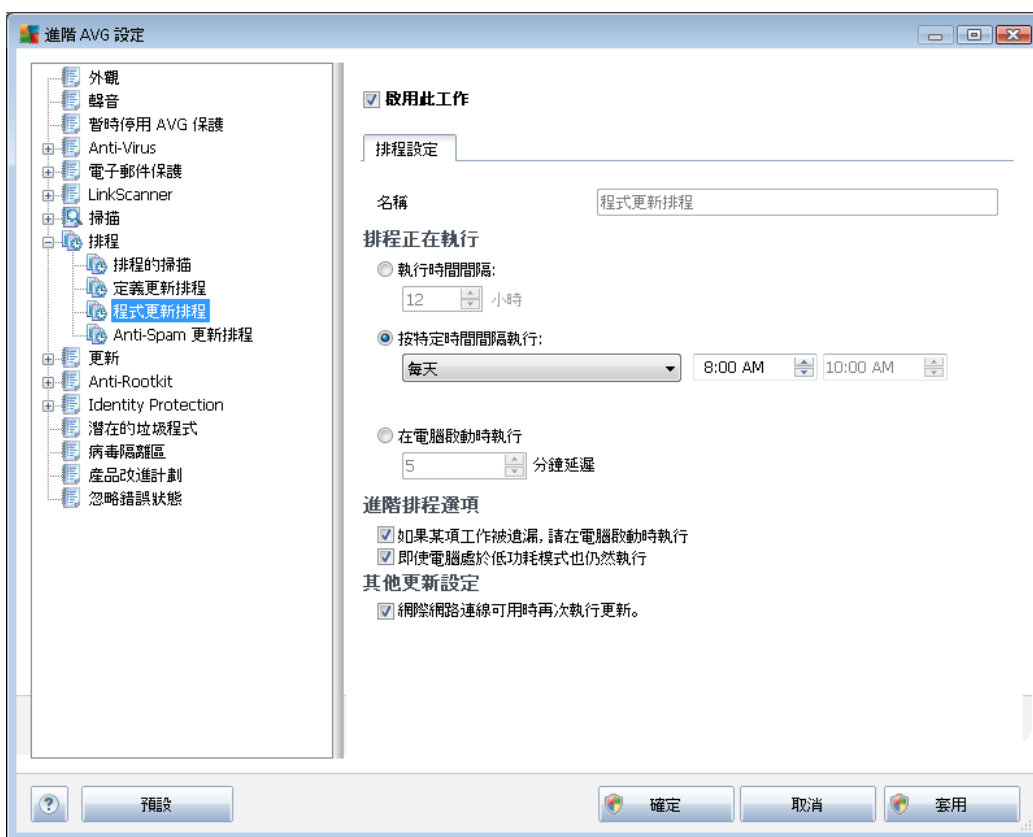 進階 AVG 設定
外觀
聲音
暫時停用 AVG 保護
Anti-Virus
電子郵件保護
LinkScanner
掃描
排程
排程的掃描
定義更新排程
程式更新排程
Anti-Spam 更新排程
更新
Anti-Rootkit
Identity Protection
潛在的垃圾程式
病毒隔離區
產品改進計劃
忽略錯誤狀態
啟用此工作
排程設定
名稱 程式更新排程
排程正在執行
執行時間間隔:
12 小時
按特定時間間隔執行:
每天 8:00 AM 10:00 AM
在電腦啟動時執行
5 分鐘延遲
進階排程選項
如果某項工作被遺漏, 請在電腦啟動時執行
即使電腦處於低功耗模式也仍然執行
其他更新設定
網際網路連線可用時再次執行更新。
? 預設 確定 取消 套用